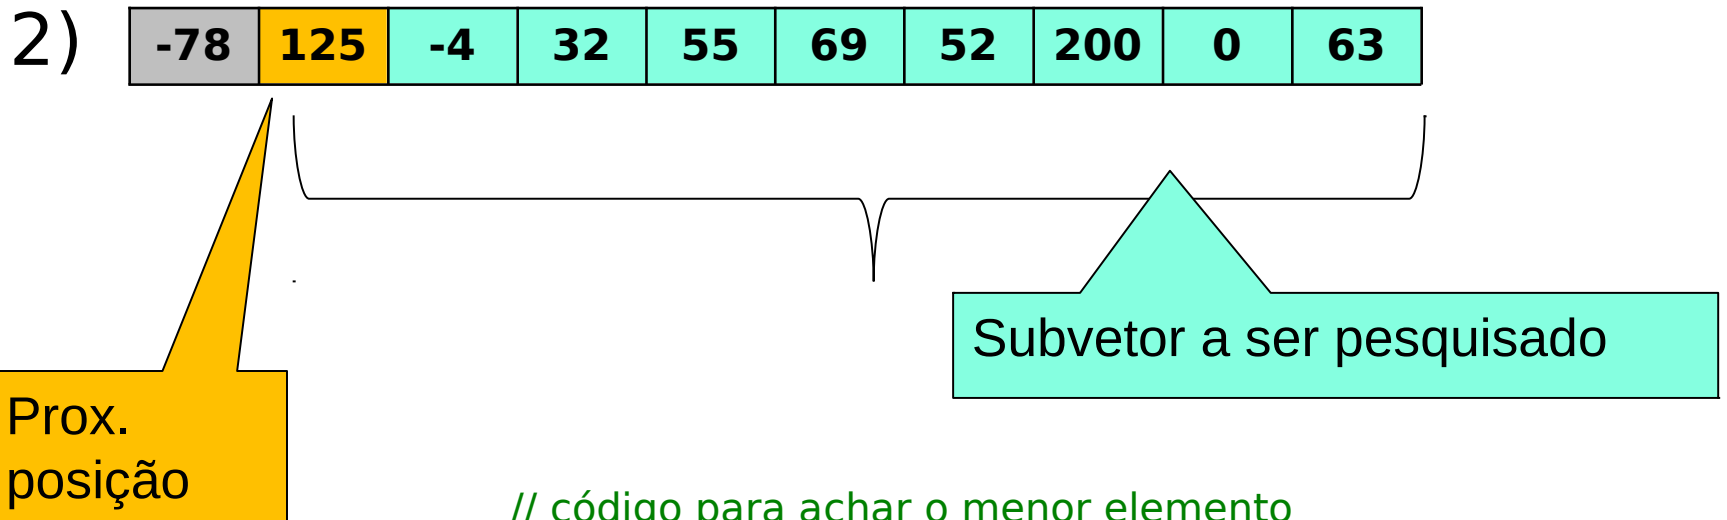 2) -78 125 -4 32 55 69 52 200 0 63
Subvetor a ser pesquisado
Prox.
posição
// código para achar o menor elemento